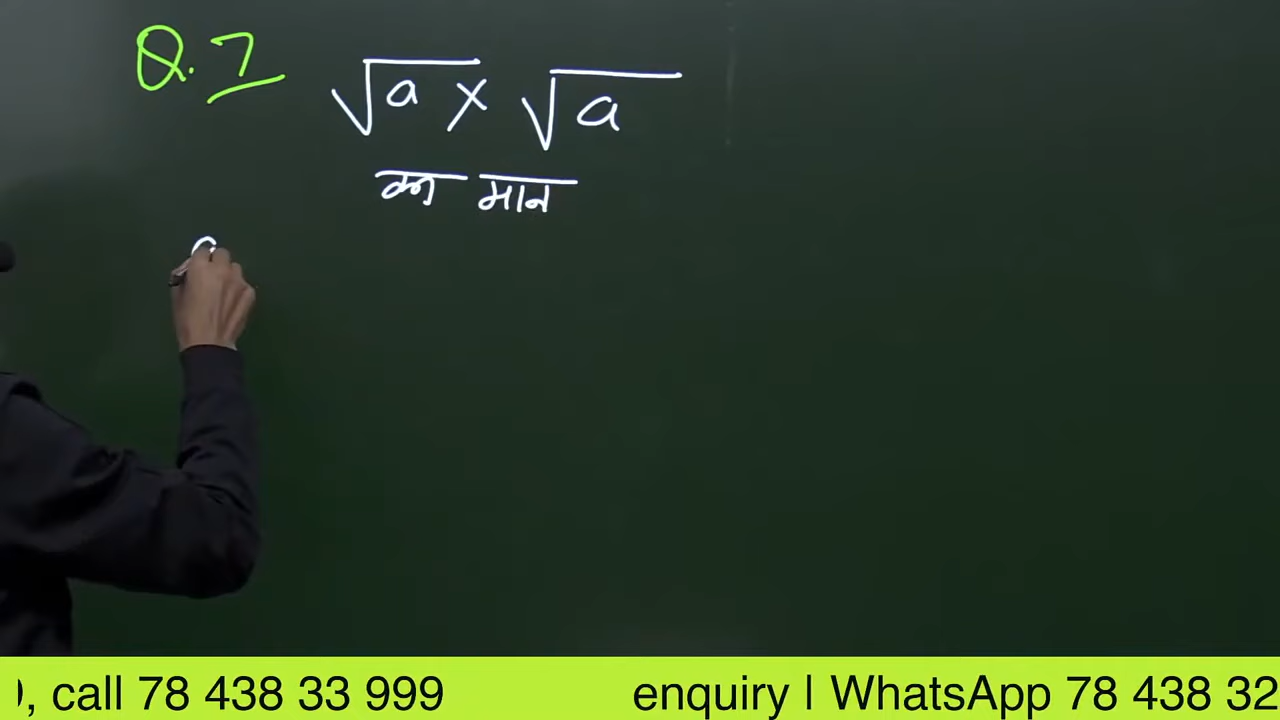 Q. 7 √a × √a
का मान
), call 78 438 33 999 enquiry | WhatsApp 78 438 32